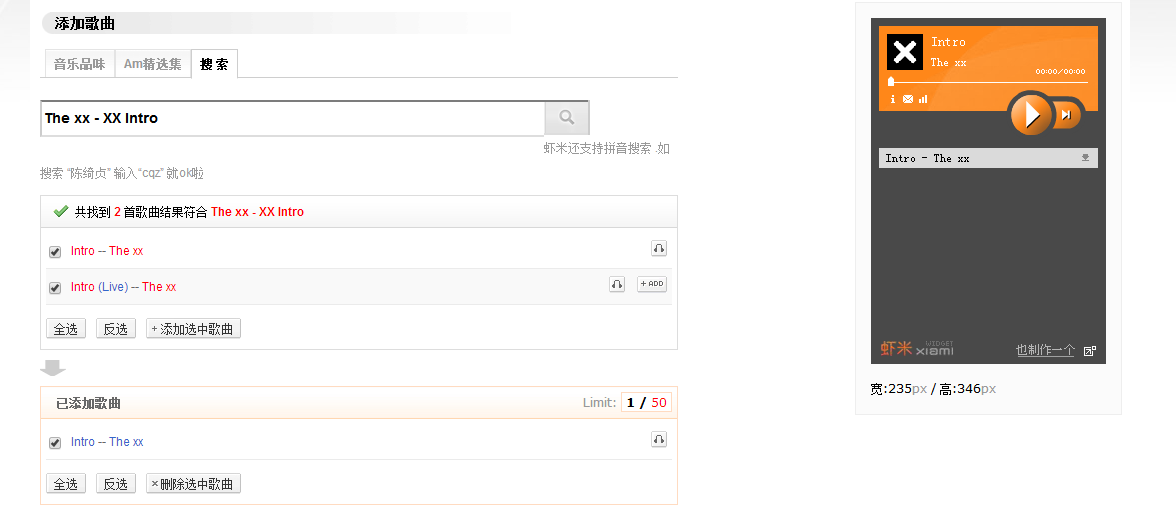 添加歌曲
音乐品味 Am精选集 搜 索
The xx - XX Intro
虾米还支持拼音搜索 .如
搜索 “陈绮贞” 输入“cqz” 就ok啦
共找到 2 首歌曲结果符合 The xx - XX Intro
Intro -- The xx
Intro (Live) -- The xx + ADD
全选 反选 + 添加选中歌曲
已添加歌曲 Limit: 1 / 50
Intro -- The xx
全选 反选 ×删除选中歌曲
Intro
The xx
00:00/00:00
Intro - The xx
虾米 xiami WIDGET 也制作一个
宽:235px / 高:346px